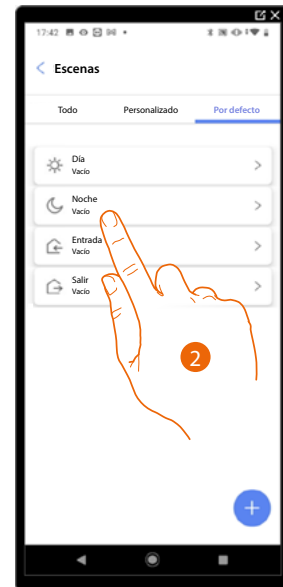 17:42
Escenas
Todo Personalizado Por defecto
Día
Vacío
Noche
Vacío
Entrada
Vacío
Salir
Vacío
2